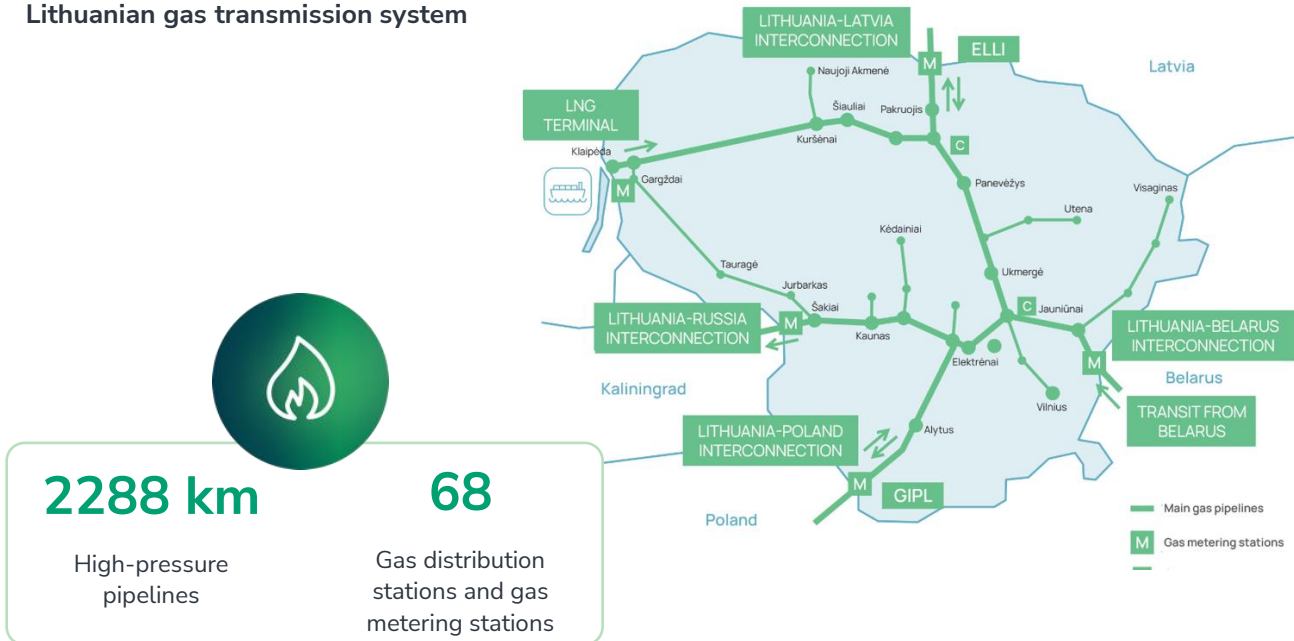 Lithuanian gas transmission system
LITHUANIA-LATVIA
INTERCONNECTION
ELLI
M
Latvia
Naujoji Akmenė
LNG
TERMINAL
Šiauliai
Pakruojis
Kuršėnai
C
Klaipėda
Gargždai
M
Panevėžys
Visaginas
Utena
Kėdainiai
Tauragė
Ukmergė
Jurbarkas
Šakiai
C
Jauniūnai
LITHUANIA-RUSSIA
INTERCONNECTION
M
Kaunas
LITHUANIA-BELARUS
INTERCONNECTION
Elektrėnai
M
Kaliningrad
Belarus
Vilnius
TRANSIT FROM
BELARUS
LITHUANIA-POLAND
INTERCONNECTION
Alytus
M
GIPL
Poland
Main gas pipelines
M
Gas metering stations
2288 km
High-pressure
pipelines
68
Gas distribution
stations and gas
metering stations